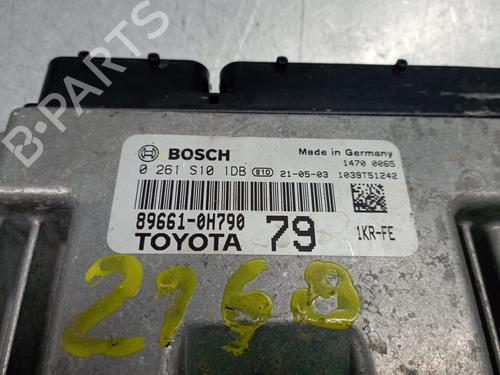 BOSCH
Made in Germany
0 261 S10 1DB E10 21-05-03
1470 0065
1039T51242
89661-0H790
TOYOTA
79
1KR-FE
2168
B-PARTS